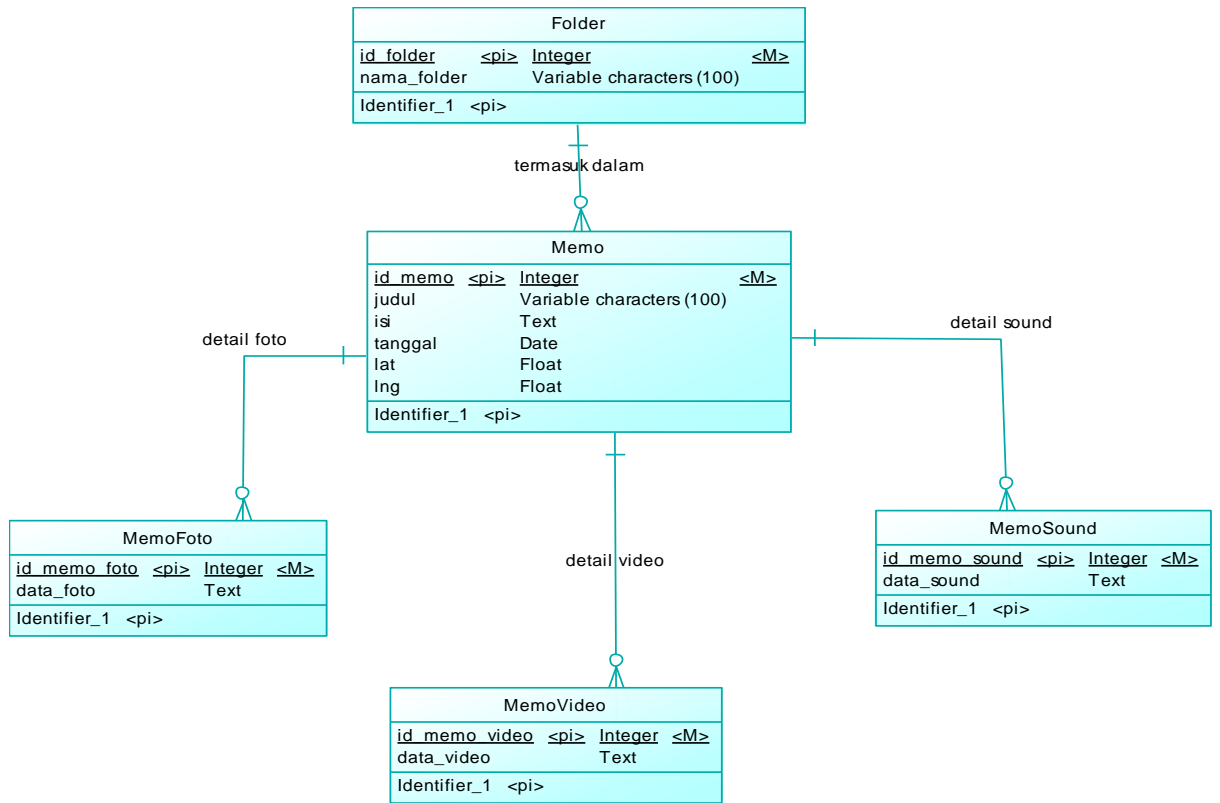 Folder
id_folder <pi> Integer <M>
nama_folder Variable characters (100)
Identifier_1 <pi>
termasuk dalam
Memo
id_memo <pi> Integer <M>
judul Variable characters (100)
isi Text
tanggal Date
lat Float
lng Float
Identifier_1 <pi>
detail foto
detail sound
MemoFoto
id_memo_foto <pi> Integer <M>
data_foto Text
Identifier_1 <pi>
MemoSound
id_memo_sound <pi> Integer <M>
data_sound Text
Identifier_1 <pi>
detail video
MemoVideo
id_memo_video <pi> Integer <M>
data_video Text
Identifier_1 <pi>